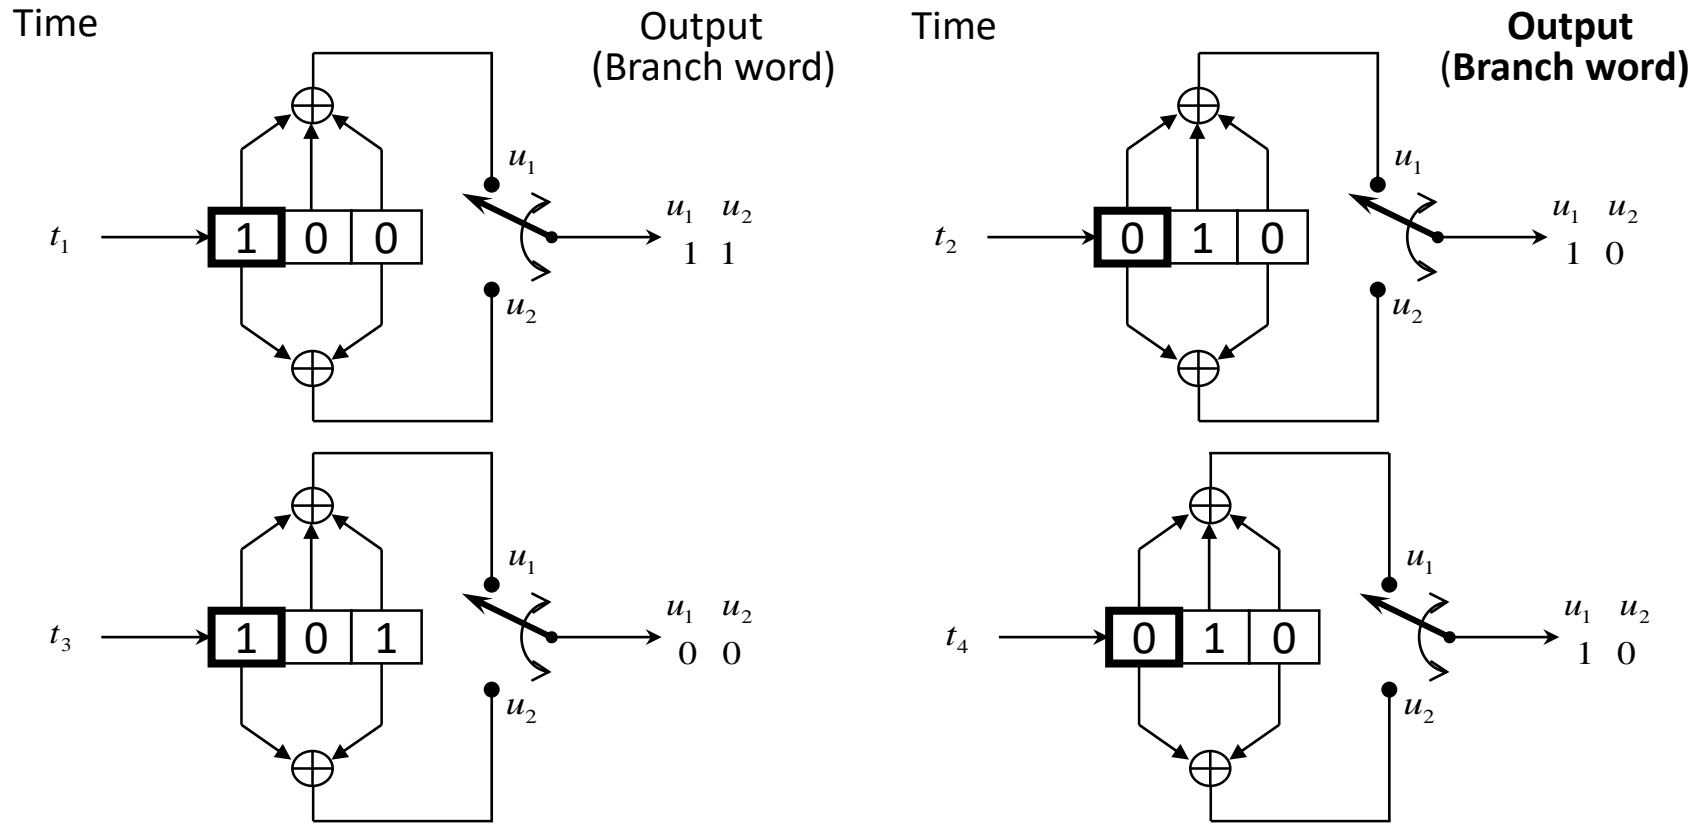 Time
Output
(Branch word)
u₁
t₁ 1 0 0
u₁ u₂
1 1
u₂
Time
Output
(Branch word)
u₁
t₂ 0 1 0
u₁ u₂
1 0
u₂
u₁
t₃ 1 0 1
u₁ u₂
0 0
u₂
u₁
t₄ 0 1 0
u₁ u₂
1 0
u₂